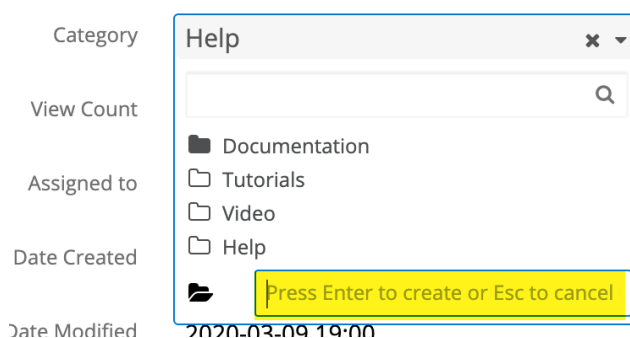 Category
Help
View Count
Documentation
Assigned to
Tutorials
Video
Help
Date Created
Press Enter to create or Esc to cancel
Date Modified
2020-03-09 19:00